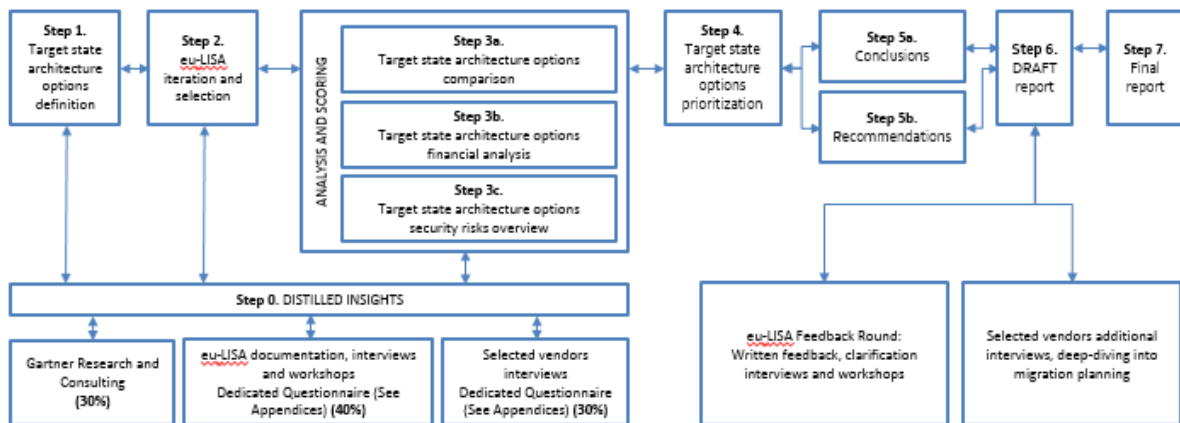 Step 1.
Target state
architecture
options
definition
Step 2.
eu-LISA
iteration and
selection
ANALYSIS AND SCORING
Step 3a.
Target state architecture options
comparison
Step 3b.
Target state architecture options
financial analysis
Step 3c.
Target state architecture options
security risks overview
Step 4.
Target state
architecture
options
prioritization
Step 5a.
Conclusions
Step 5b.
Recommendations
Step 6.
DRAFT
report
Step 7.
Final
report
Step 0. DISTILLED INSIGHTS
Gartner Research and
Consulting
(30%)
eu-LISA documentation, interviews
and workshops
Dedicated Questionnaire (See
Appendices) (40%)
Selected vendors
interviews
Dedicated Questionnaire
(See Appendices) (30%)
eu-LISA Feedback Round:
Written feedback, clarification
interviews and workshops
Selected vendors additional
interviews, deep-diving into
migration planning